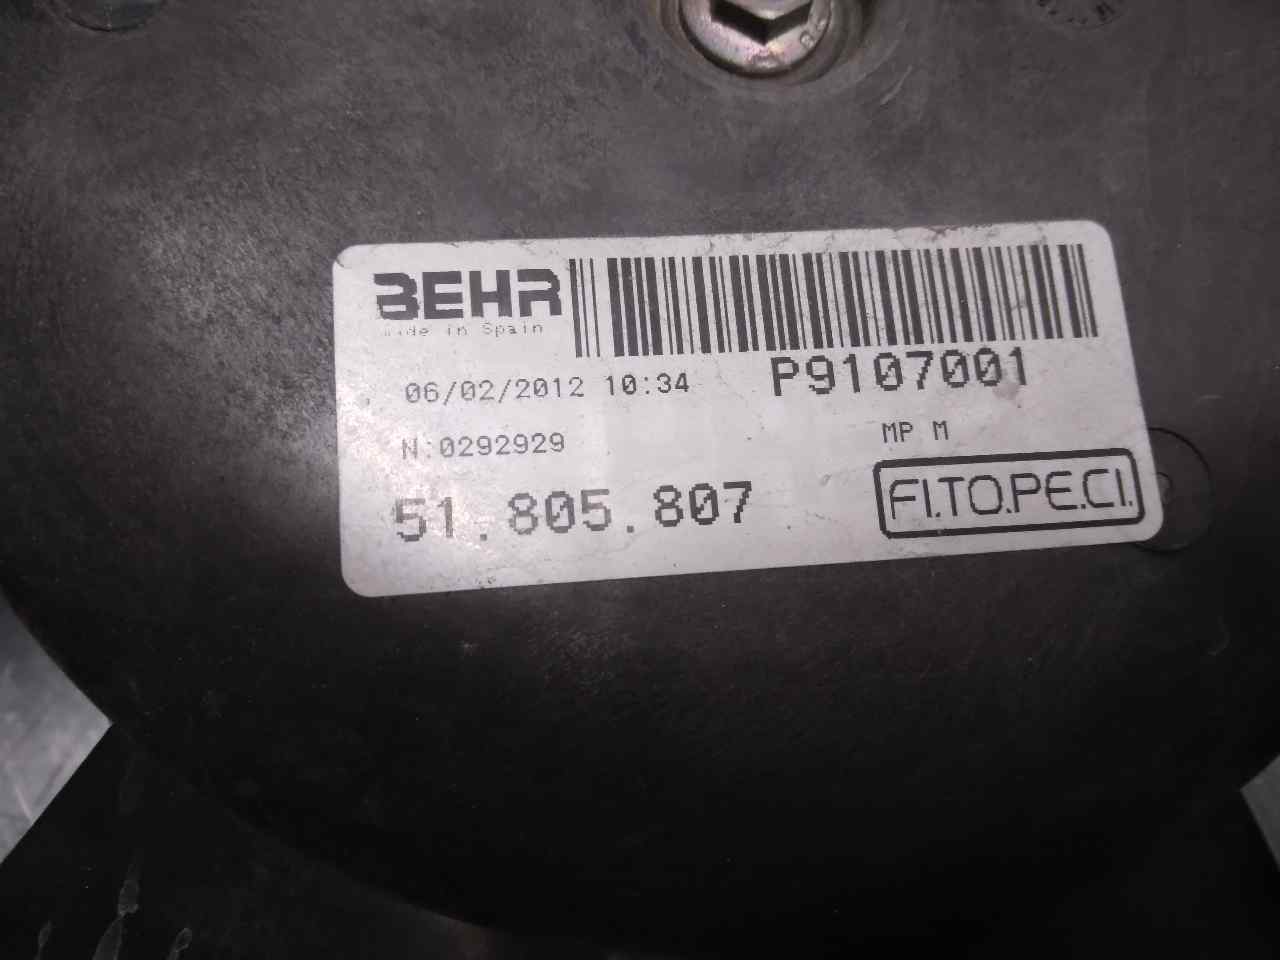 BEHR
made in Spain
06/02/2012 10:34
P9107001
N:0292929
MP M
51.805.807
FI.TO.PE.CI.